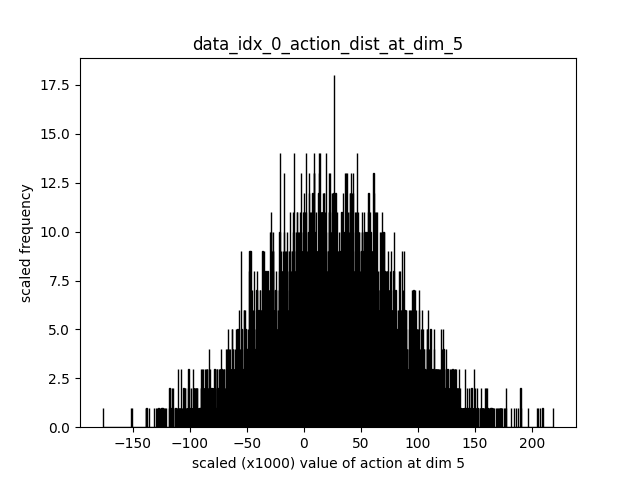 data_idx_0_action_dist_at_dim_5
17.5
15.0
12.5
10.0
7.5
5.0
2.5
0.0
scaled frequency
−150 −100 −50 0 50 100 150 200
scaled (x1000) value of action at dim 5